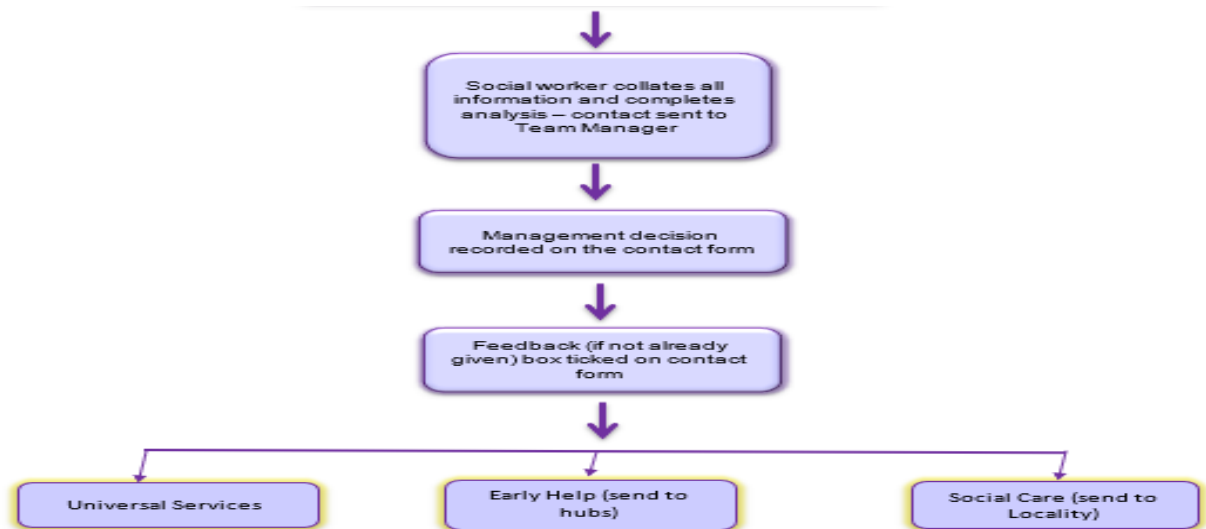 Social worker collates all
information and completes
analysis – contact sent to
Team Manager
Management decision
recorded on the contact form
Feedback (if not already
given) box ticked on contact
form
Universal Services
Early Help (send to
hubs)
Social Care (send to
Locality)